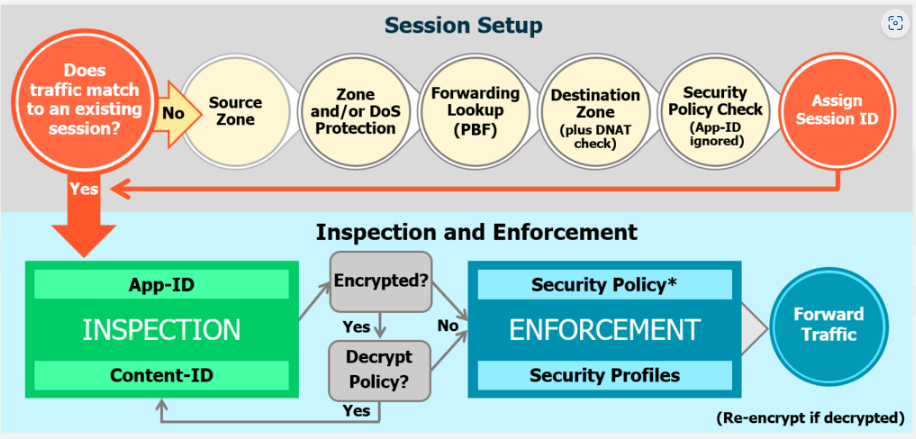 Session Setup
Does
traffic match
to an existing
session?
No
Source
Zone
Zone
and/or DoS
Protection
Forwarding
Lookup
(PBF)
Destination
Zone
(plus DNAT
check)
Security
Policy Check
(App-ID
ignored)
Assign
Session ID
Yes
Inspection and Enforcement
App-ID
INSPECTION
Content-ID
Encrypted?
Yes
No
Decrypt
Policy?
Yes
Security Policy*
ENFORCEMENT
Security Profiles
Forward
Traffic
(Re-encrypt if decrypted)